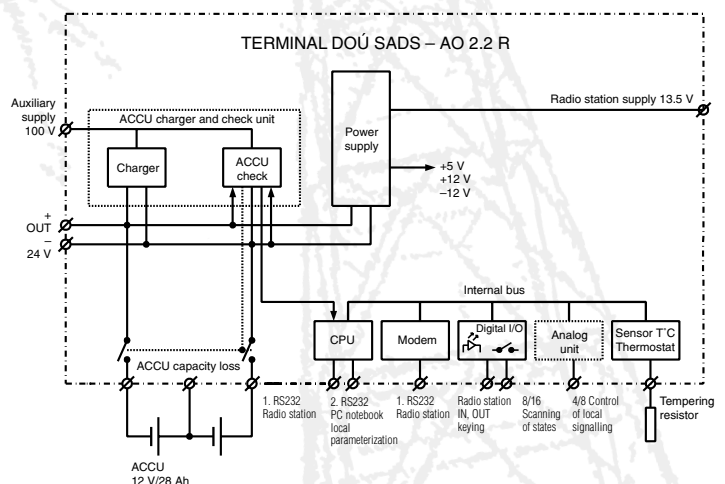 TERMINAL DOÚ SADS – AO 2.2 R
Auxiliary
supply
100 V
ACCU charger and check unit
Charger
ACCU
check
Power
supply
Radio station supply 13.5 V
+5 V
+12 V
–12 V
+
OUT
–
24 V
Internal bus
CPU
Modem
Digital I/O
Analog
unit
Sensor T˚C
Thermostat
ACCU capacity loss
1. RS232
Radio station
2. RS232
PC notebook
local
parameterization
1. RS232
Radio station
Radio station
IN, OUT
keying
8/16
Scanning
of states
4/8 Control
of local
signalling
Tempering
resistor
ACCU
12 V/28 Ah